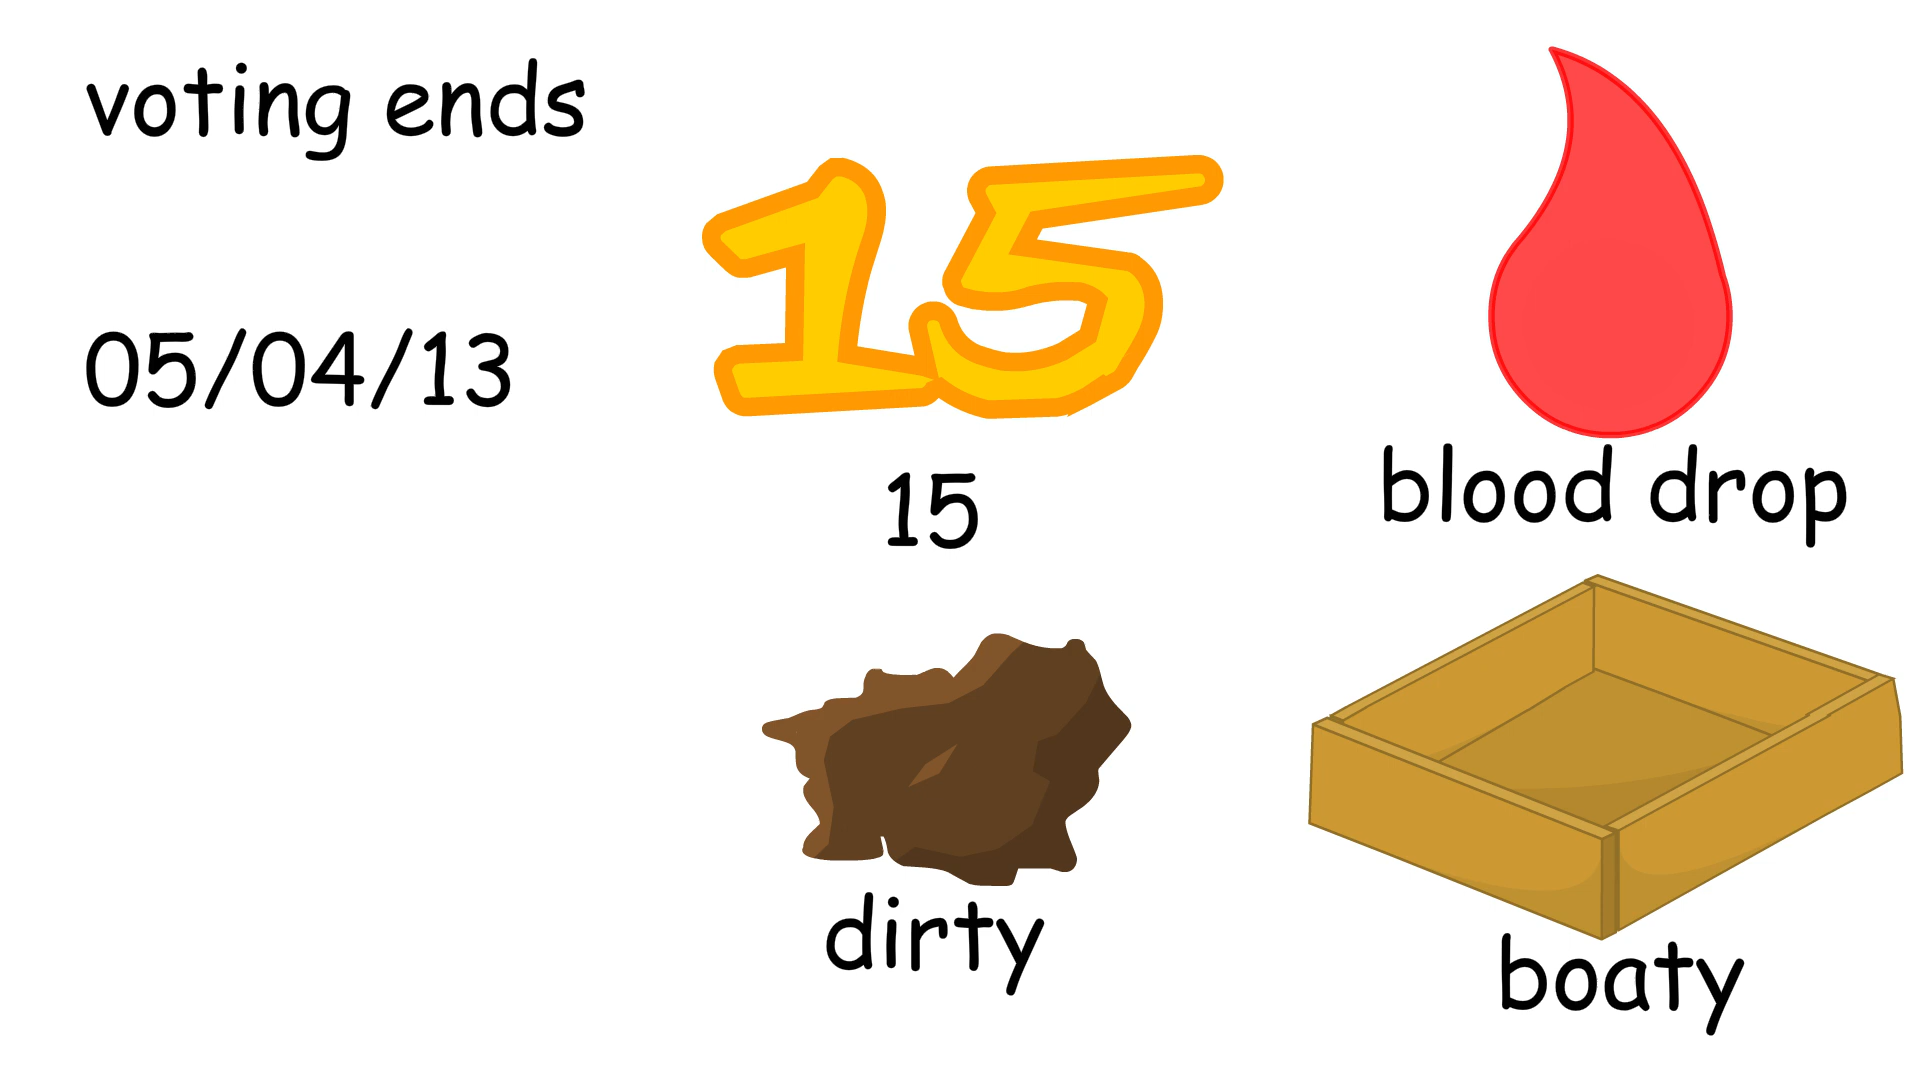 voting ends
05/04/13
15
15
blood drop
dirty
boaty